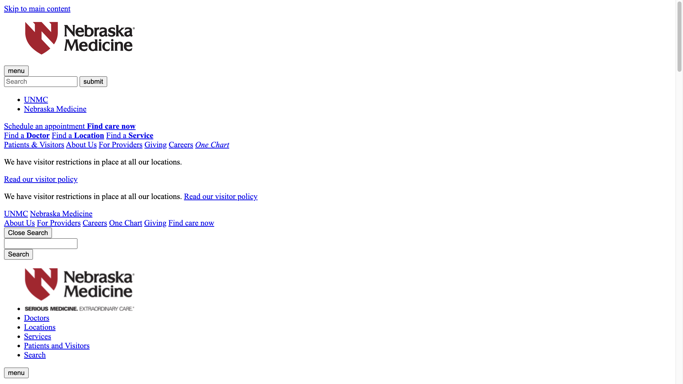 Skip to main content
Nebraska
Medicine
menu
Search
submit
UNMC
Nebraska Medicine
Schedule an appointment Find care now
Find a Doctor Find a Location Find a Service
Patients & Visitors About Us For Providers Giving Careers One Chart
We have visitor restrictions in place at all our locations.
Read our visitor policy
We have visitor restrictions in place at all our locations. Read our visitor policy
UNMC Nebraska Medicine
About Us For Providers Careers One Chart Giving Find care now
Close Search
Search
Nebraska
Medicine
SERIOUS MEDICINE. EXTRAORDINARY CARE.
Doctors
Locations
Services
Patients and Visitors
Search
menu